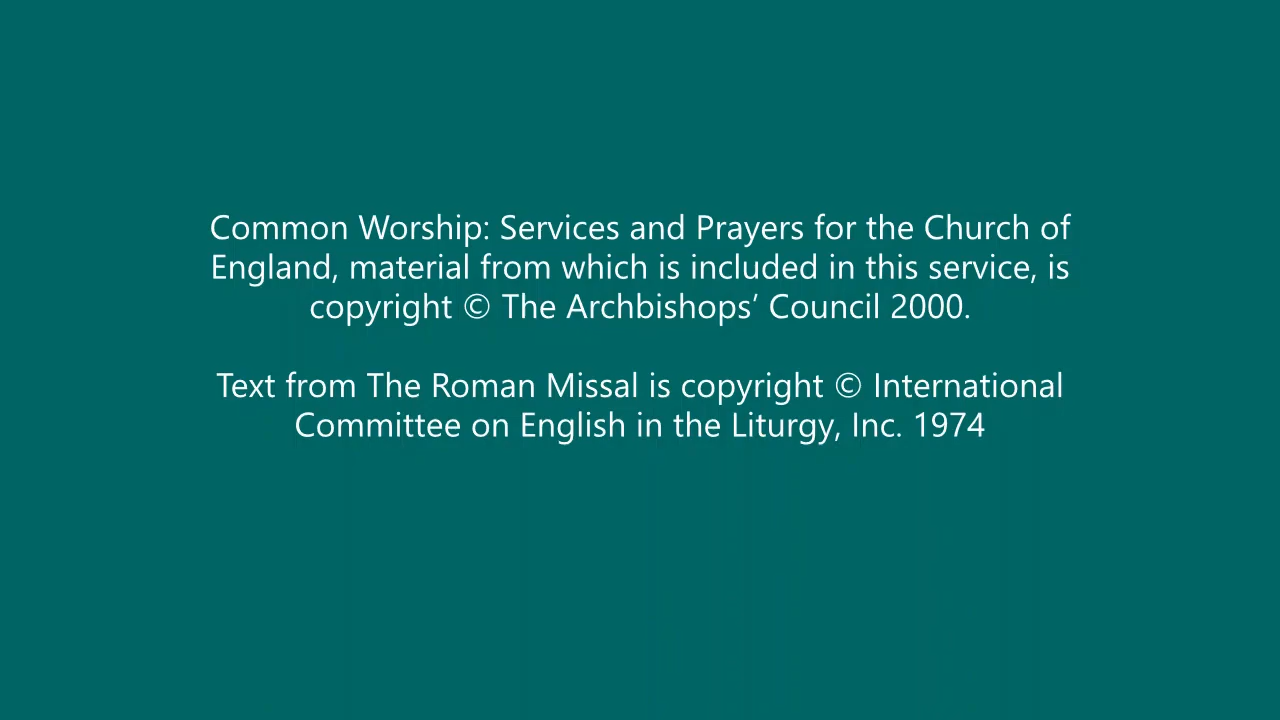 Common Worship: Services and Prayers for the Church of
England, material from which is included in this service, is
copyright © The Archbishops’ Council 2000.
Text from The Roman Missal is copyright © International
Committee on English in the Liturgy, Inc. 1974